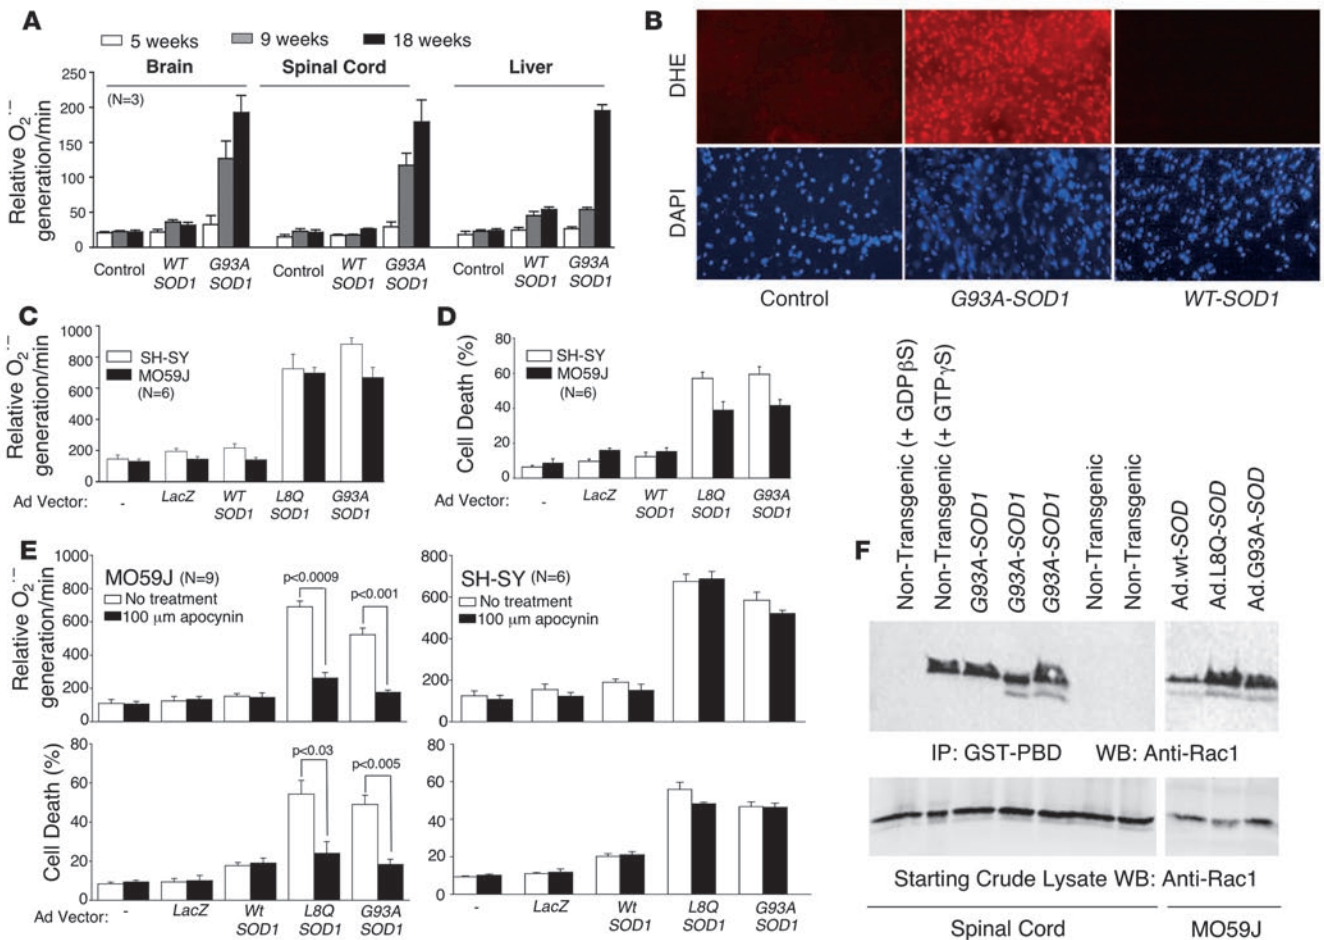 A
5 weeks 9 weeks 18 weeks
Brain Spinal Cord Liver
(N=3)
Relative O2·−
generation/min
250
200
150
100
50
0
Control WT SOD1 G93A SOD1 Control WT SOD1 G93A SOD1 Control WT SOD1 G93A SOD1
B
DHE
DAPI
Control G93A-SOD1 WT-SOD1
C
Relative O2·−
generation/min
1000
800
600
400
200
0
SH-SY
MO59J
(N=6)
Ad Vector: - LacZ WT SOD1 L8Q SOD1 G93A SOD1
D
Cell Death (%)
80
60
40
20
0
SH-SY
MO59J
(N=6)
Ad Vector: - LacZ WT SOD1 L8Q SOD1 G93A SOD1
E
Relative O2·−
generation/min
1000
800
600
400
200
0
MO59J (N=9)
No treatment
100 µm apocynin
p<0.0009
p<0.001
800
600
400
200
0
SH-SY (N=6)
No treatment
100 µm apocynin
Cell Death (%)
80
60
40
20
0
p<0.03
p<0.005
Ad Vector: - LacZ Wt SOD1 L8Q SOD1 G93A SOD1
80
60
40
20
0
- LacZ Wt SOD1 L8Q SOD1 G93A SOD1
F
Non-Transgenic (+ GDPβS)
Non-Transgenic (+ GTPγS)
G93A-SOD1
G93A-SOD1
G93A-SOD1
Non-Transgenic
Non-Transgenic
Ad.wt-SOD
Ad.L8Q-SOD
Ad.G93A-SOD
IP: GST-PBD WB: Anti-Rac1
Starting Crude Lysate WB: Anti-Rac1
Spinal Cord MO59J